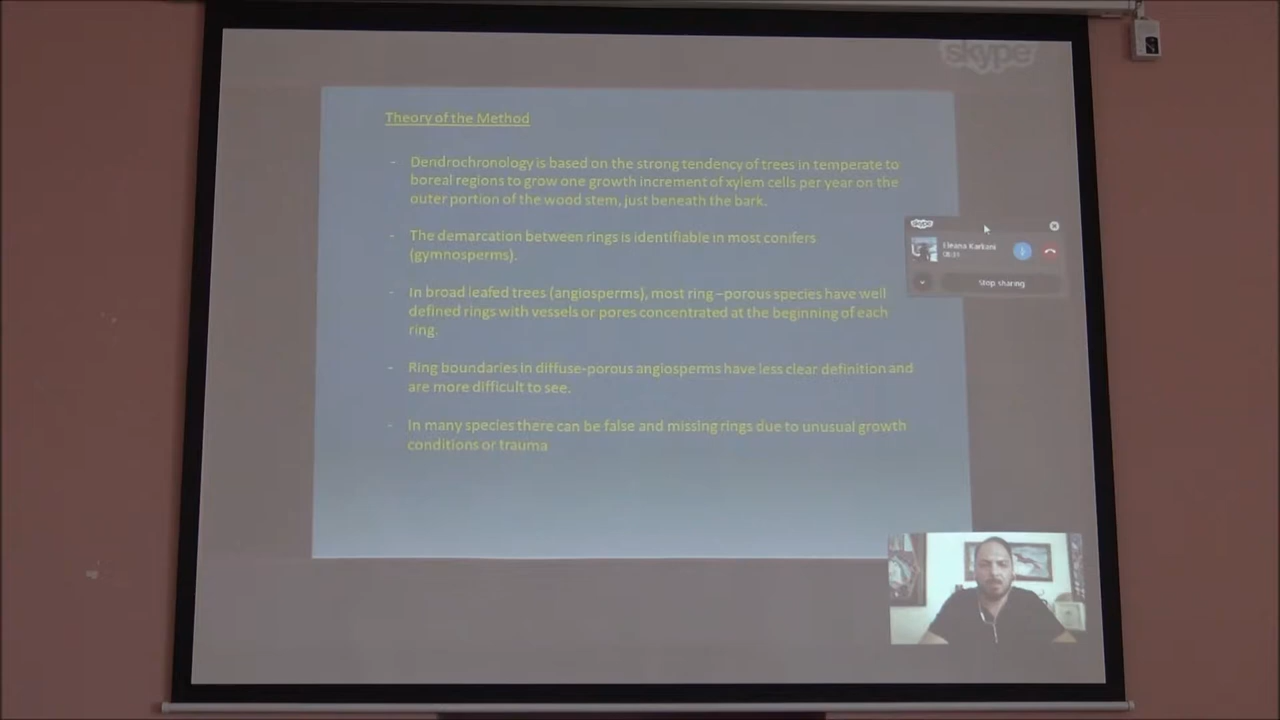 skype
Theory of the Method
- Dendrochronology is based on the strong tendency of trees in temperate to
boreal regions to grow one growth increment of xylem cells per year on the
outer portion of the wood stem, just beneath the bark.
- The demarcation between rings is identifiable in most conifers
(gymnosperms).
- In broad leafed trees (angiosperms), most ring –porous species have well
defined rings with vessels or pores concentrated at the beginning of each
ring.
- Ring boundaries in diffuse-porous angiosperms have less clear definition and
are more difficult to see.
- In many species there can be false and missing rings due to unusual growth
conditions or trauma
skype
Eleana Karkani
Stop sharing